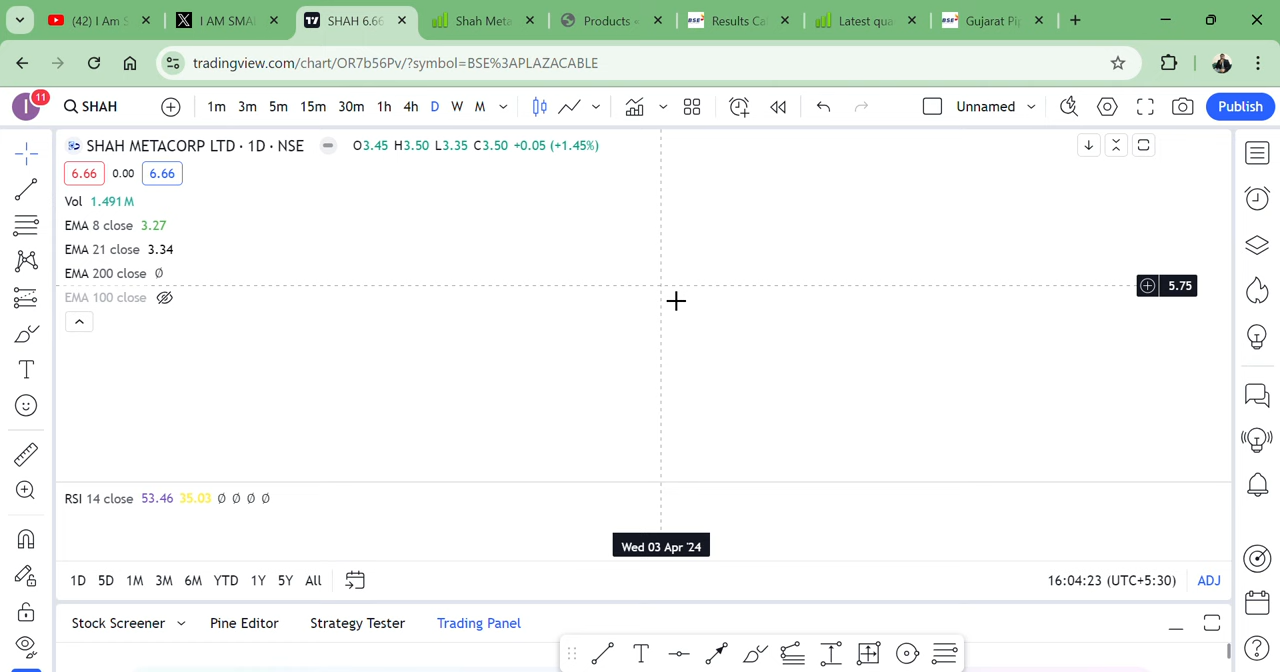 (42) I Am S
I AM SMA
SHAH 6.66
Shah Meta
Products «
Results Ca
Latest qua
Gujarat Pi
tradingview.com/chart/OR7b56Pv/?symbol=BSE%3APLAZACABLE
I 11 SHAH 1m 3m 5m 15m 30m 1h 4h D W M Unnamed Publish
SHAH METACORP LTD · 1D · NSE O3.45 H3.50 L3.35 C3.50 +0.05 (+1.45%)
6.66 0.00 6.66
Vol 1.491M
EMA 8 close 3.27
EMA 21 close 3.34
EMA 200 close Ø
5.75
EMA 100 close
RSI 14 close 53.46 35.03 Ø Ø Ø Ø
Wed 03 Apr '24
1D 5D 1M 3M 6M YTD 1Y 5Y All 16:04:23 (UTC+5:30) ADJ
Stock Screener Pine Editor Strategy Tester Trading Panel